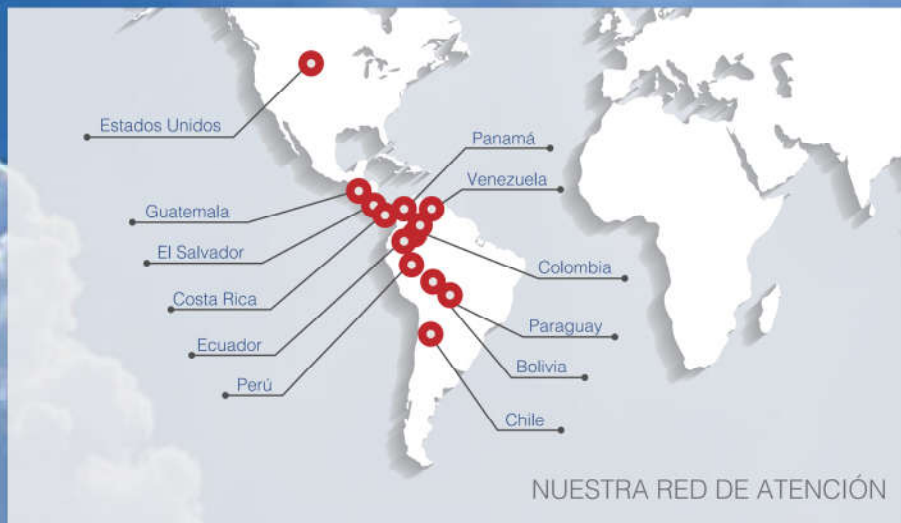 Estados Unidos
Panamá
Venezuela
Guatemala
El Salvador
Colombia
Costa Rica
Paraguay
Ecuador
Bolivia
Perú
Chile
NUESTRA RED DE ATENCIÓN